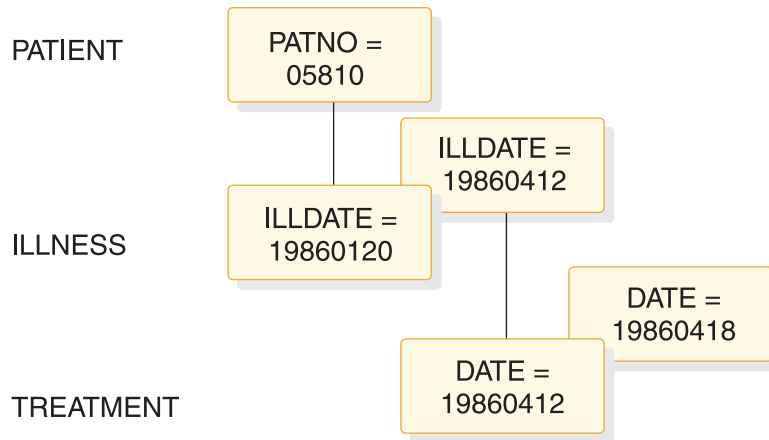 PATIENT
PATNO =
05810
ILLDATE =
19860412
ILLNESS
ILLDATE =
19860120
DATE =
19860418
TREATMENT
DATE =
19860412